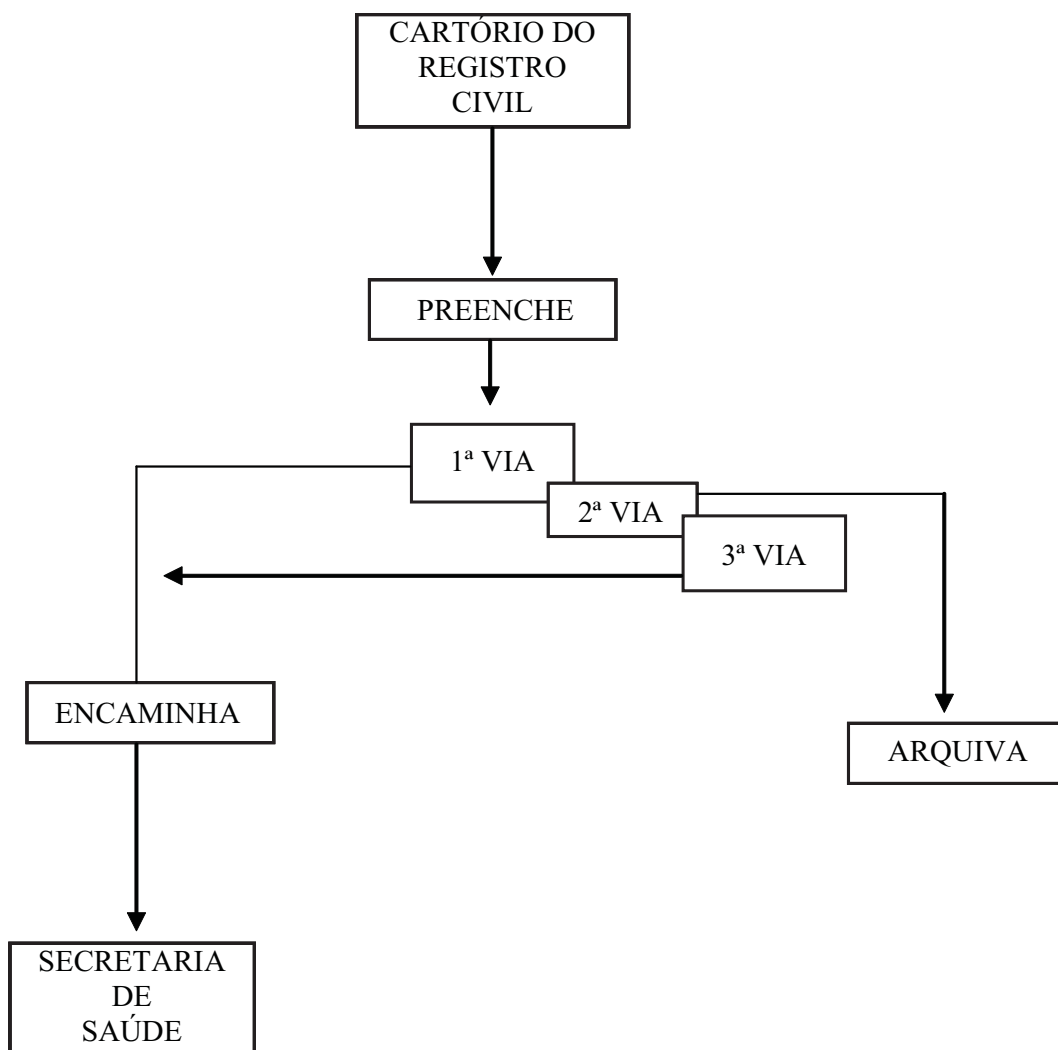 CARTÓRIO DO
REGISTRO
CIVIL
PREENCHE
1ª VIA
2ª VIA
3ª VIA
ENCAMINHA
ARQUIVA
SECRETARIA
DE
SAÚDE